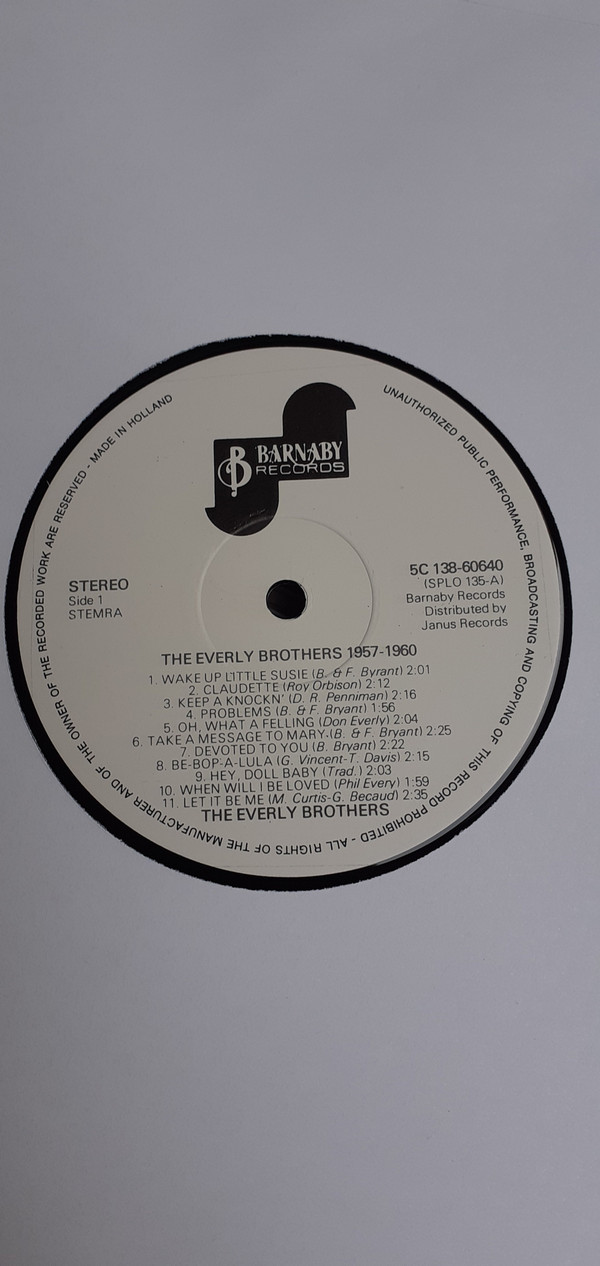 BARNABY
RECORDS
STEREO
Side 1
STEMRA
5C 138-60640
(SPLO 135-A)
Barnaby Records
Distributed by
Janus Records
THE EVERLY BROTHERS 1957-1960
1. WAKE UP LITTLE SUSIE (B. & F. Byrant) 2:01
2. CLAUDETTE (Roy Orbison) 2:12
3. KEEP A KNOCKN' (D. R. Penniman) 2:16
4. PROBLEMS (B. & F. Bryant) 1:56
5. OH, WHAT A FELLING (Don Everly) 2:04
6. TAKE A MESSAGE TO MARY-(B. & F. Bryant) 2:25
7. DEVOTED TO YOU (B. Bryant) 2:22
8. BE-BOP-A-LULA (G. Vincent-T. Davis) 2:15
9. HEY, DOLL BABY (Trad.) 2:03
10. WHEN WILL I BE LOVED (Phil Every) 1:59
11. LET IT BE ME (M. Curtis-G. Becaud) 2:35
THE EVERLY BROTHERS
UNAUTHORIZED PUBLIC PERFORMANCE, BROADCASTING AND COPYING OF THIS RECORD PROHIBITED - ALL RIGHTS OF THE MANUFACTURER AND OF THE OWNER OF THE RECORDED WORK ARE RESERVED - MADE IN HOLLAND